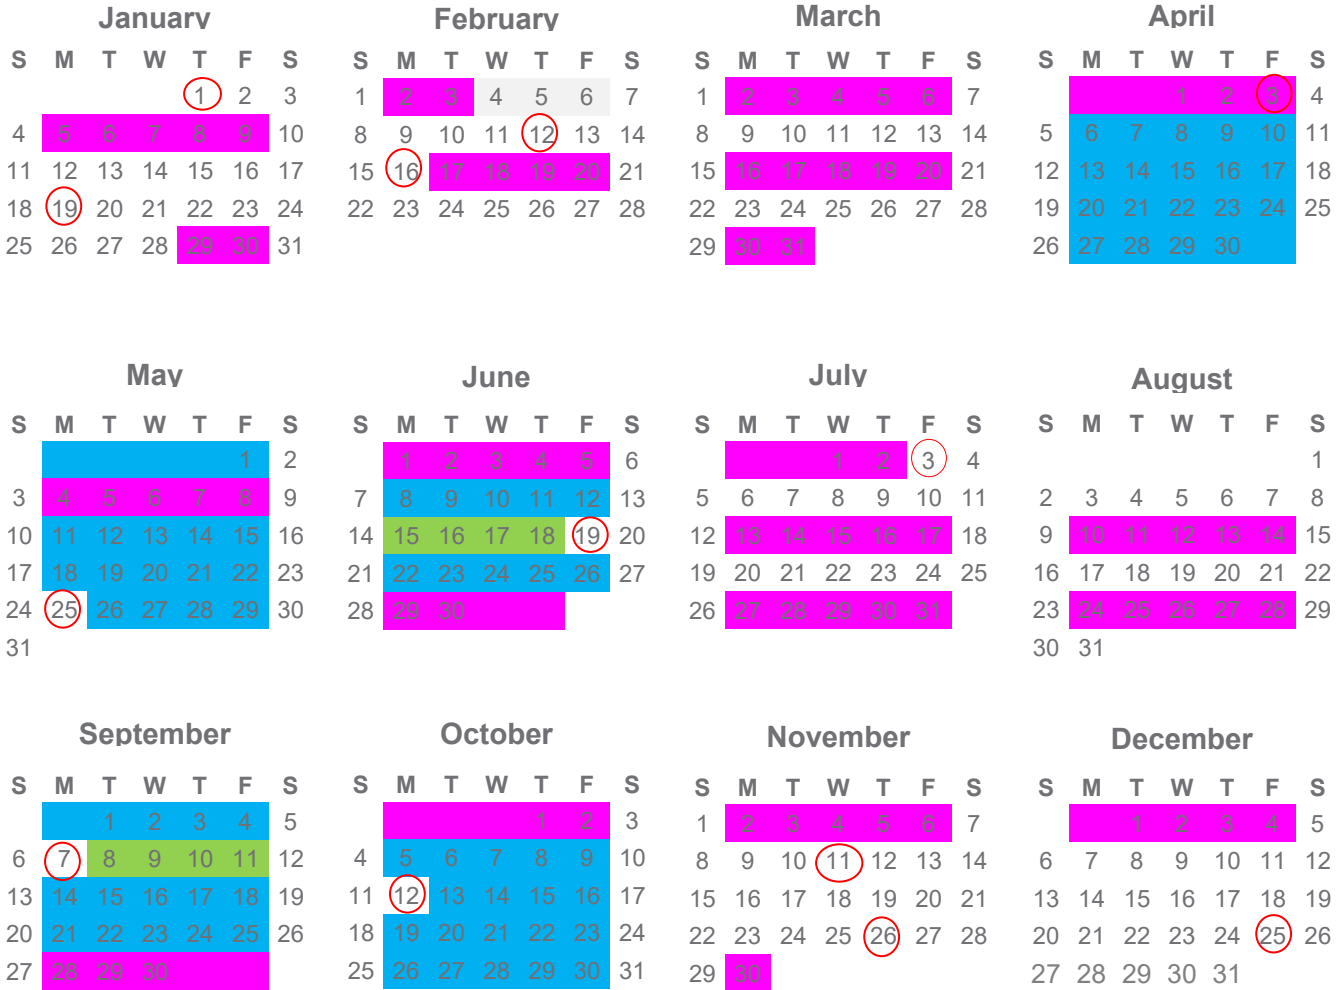 January February March April
S M T W T F S S M T W T F S S M T W T F S S M T W T F S
1 2 3 1 2 3 4 5 6 7 1 2 3 4 5 6 7 1 2 3 4
4 5 6 7 8 9 10 8 9 10 11 12 13 14 8 9 10 11 12 13 14 5 6 7 8 9 10 11
11 12 13 14 15 16 17 15 16 17 18 19 20 21 15 16 17 18 19 20 21 12 13 14 15 16 17 18
18 19 20 21 22 23 24 22 23 24 25 26 27 28 22 23 24 25 26 27 28 19 20 21 22 23 24 25
25 26 27 28 29 30 31 29 30 31 26 27 28 29 30
May June July August
S M T W T F S S M T W T F S S M T W T F S S M T W T F S
1 2 1 2 3 4 5 6 1 2 3 4 1
3 4 5 6 7 8 9 7 8 9 10 11 12 13 5 6 7 8 9 10 11 2 3 4 5 6 7 8
10 11 12 13 14 15 16 14 15 16 17 18 19 20 12 13 14 15 16 17 18 9 10 11 12 13 14 15
17 18 19 20 21 22 23 21 22 23 24 25 26 27 19 20 21 22 23 24 25 16 17 18 19 20 21 22
24 25 26 27 28 29 30 28 29 30 26 27 28 29 30 31 23 24 25 26 27 28 29
31 30 31
September October November December
S M T W T F S S M T W T F S S M T W T F S S M T W T F S
1 2 3 4 5 1 2 3 1 2 3 4 5 6 7 1 2 3 4 5
6 7 8 9 10 11 12 4 5 6 7 8 9 10 8 9 10 11 12 13 14 6 7 8 9 10 11 12
13 14 15 16 17 18 19 11 12 13 14 15 16 17 15 16 17 18 19 20 21 13 14 15 16 17 18 19
20 21 22 23 24 25 26 18 19 20 21 22 23 24 22 23 24 25 26 27 28 20 21 22 23 24 25 26
27 28 29 30 25 26 27 28 29 30 31 29 30 27 28 29 30 31